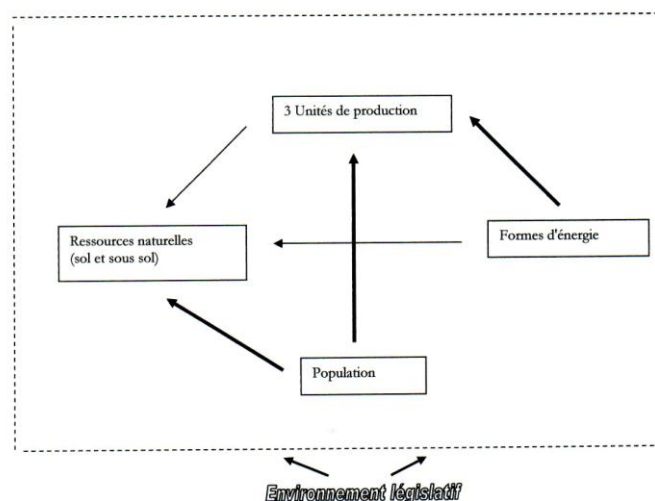 3 Unités de production
Ressources naturelles
(sol et sous sol)
Formes d'énergie
Population
Environnement législatif